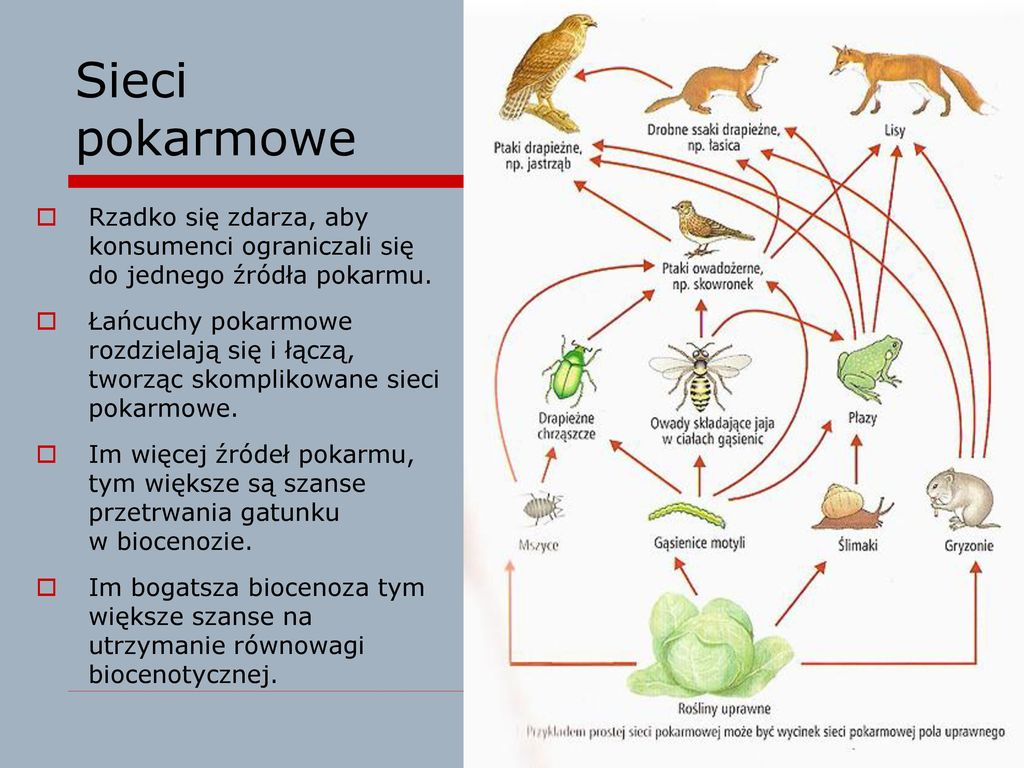 Sieci
pokarmowe
Rzadko się zdarza, aby
konsumenci ograniczali się
do jednego źródła pokarmu.
Łańcuchy pokarmowe
rozdzielają się i łączą,
tworząc skomplikowane sieci
pokarmowe.
Im więcej źródeł pokarmu,
tym większe są szanse
przetrwania gatunku
w biocenozie.
Im bogatsza biocenoza tym
większe szanse na
utrzymanie równowagi
biocenotycznej.
Ptaki drapieżne,
np. jastrząb
Drobne ssaki drapieżne,
np. łasica
Lisy
Ptaki owadożerne,
np. skowronek
Drapieżne
chrząszcze
Owady składające jaja
w ciałach gąsienic
Płazy
Mszyce
Gąsienice motyli
Ślimaki
Gryzonie
Rośliny uprawne
Przykładem prostej sieci pokarmowej może być wycinek sieci pokarmowej pola uprawnego